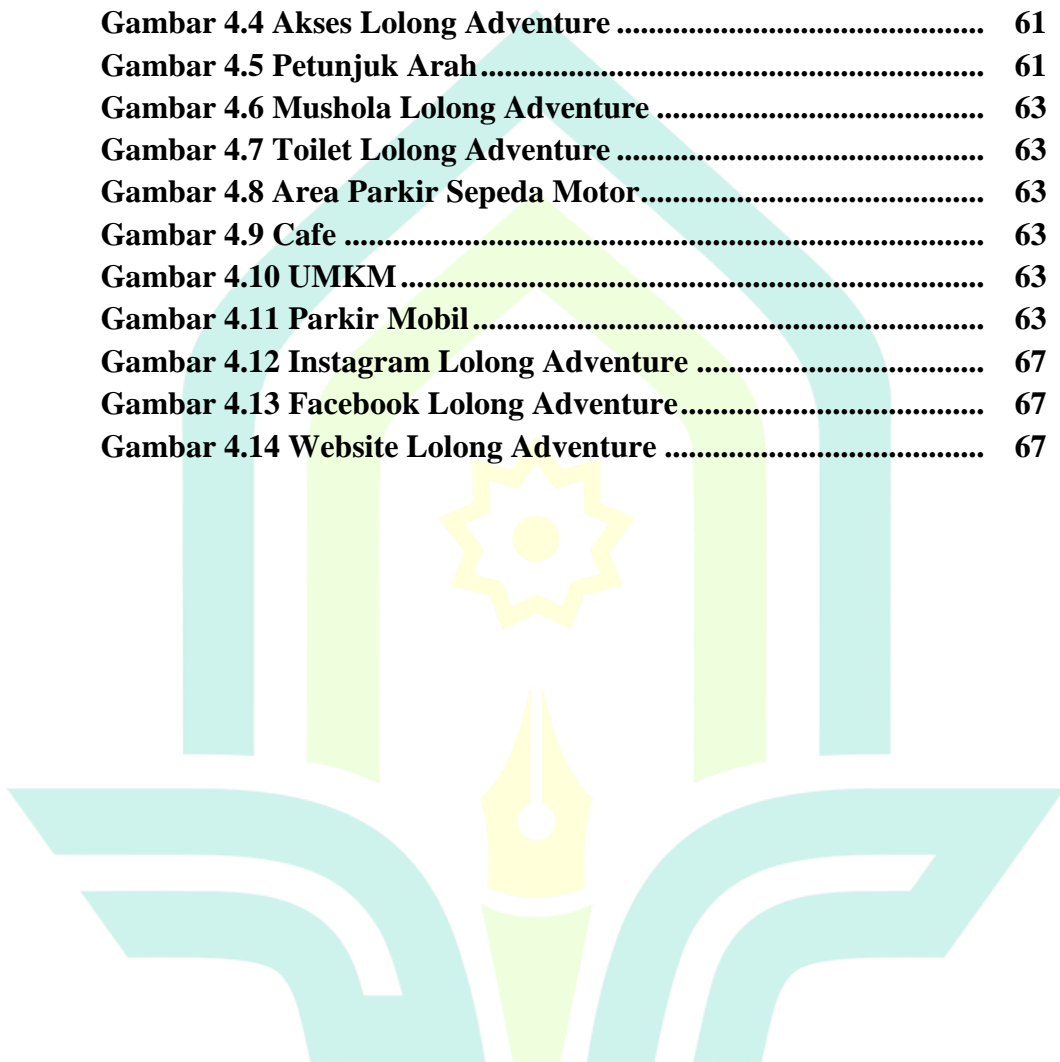 Gambar 4.4 Akses Lolong Adventure ............................................. 61
Gambar 4.5 Petunjuk Arah.............................................................. 61
Gambar 4.6 Mushola Lolong Adventure ........................................ 63
Gambar 4.7 Toilet Lolong Adventure ............................................. 63
Gambar 4.8 Area Parkir Sepeda Motor.......................................... 63
Gambar 4.9 Cafe ............................................................................... 63
Gambar 4.10 UMKM........................................................................ 63
Gambar 4.11 Parkir Mobil............................................................... 63
Gambar 4.12 Instagram Lolong Adventure ................................... 67
Gambar 4.13 Facebook Lolong Adventure..................................... 67
Gambar 4.14 Website Lolong Adventure ....................................... 67